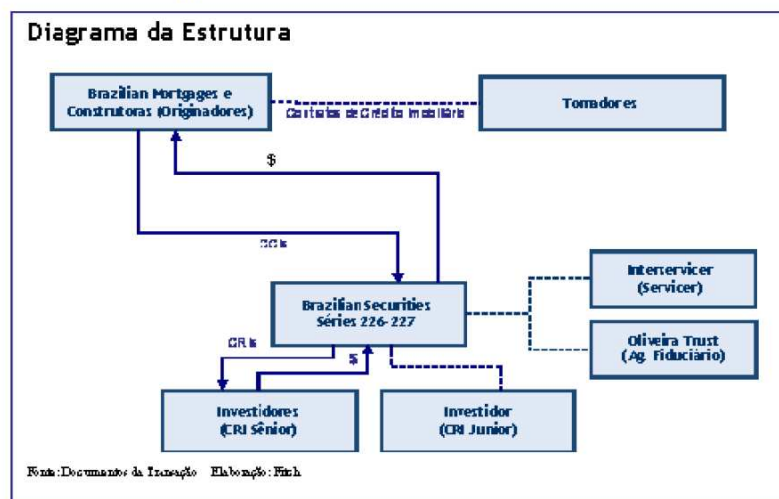 Diagrama da Estrutura
Brazilian Mortgages e
Construtoras (Originadores)
Contratos de Crédito Imobiliário
Tomadores
$
CCIs
Brazilian Securities
Séries 226-227
Interservicer
(Servicer)
Oliveira Trust
(Ag. Fiduciário)
CRIs
$
Investidores
(CRI Sênior)
Investidor
(CRI Junior)
Fonte: Documentos da Transação Elaboração: Fitch